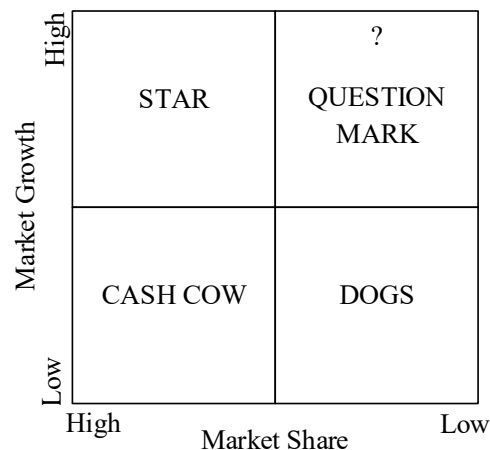 High
?
STAR
QUESTION
MARK
Market Growth
CASH COW
DOGS
Low
High
Low
Market Share